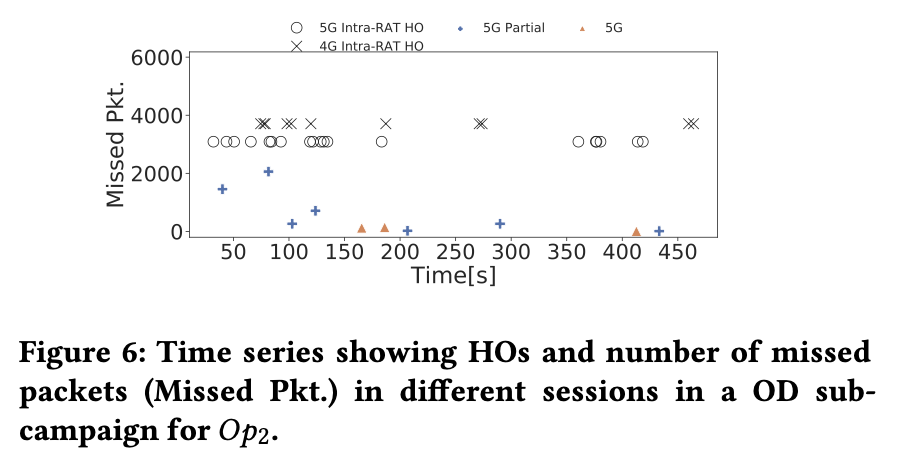 5G Intra-RAT HO 5G Partial 5G
4G Intra-RAT HO
6000
4000
2000
0
Missed Pkt.
50 100 150 200 250 300 350 400 450
Time[s]
Figure 6: Time series showing HOs and number of missed
packets (Missed Pkt.) in different sessions in a OD sub-
campaign for Op2.